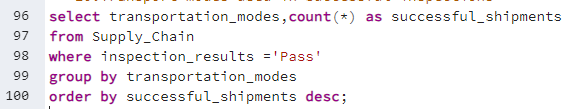 96 select transportation_modes,count(*) as successful_shipments
97 from Supply_Chain
98 where inspection_results ='Pass'
99 group by transportation_modes
100 order by successful_shipments desc;